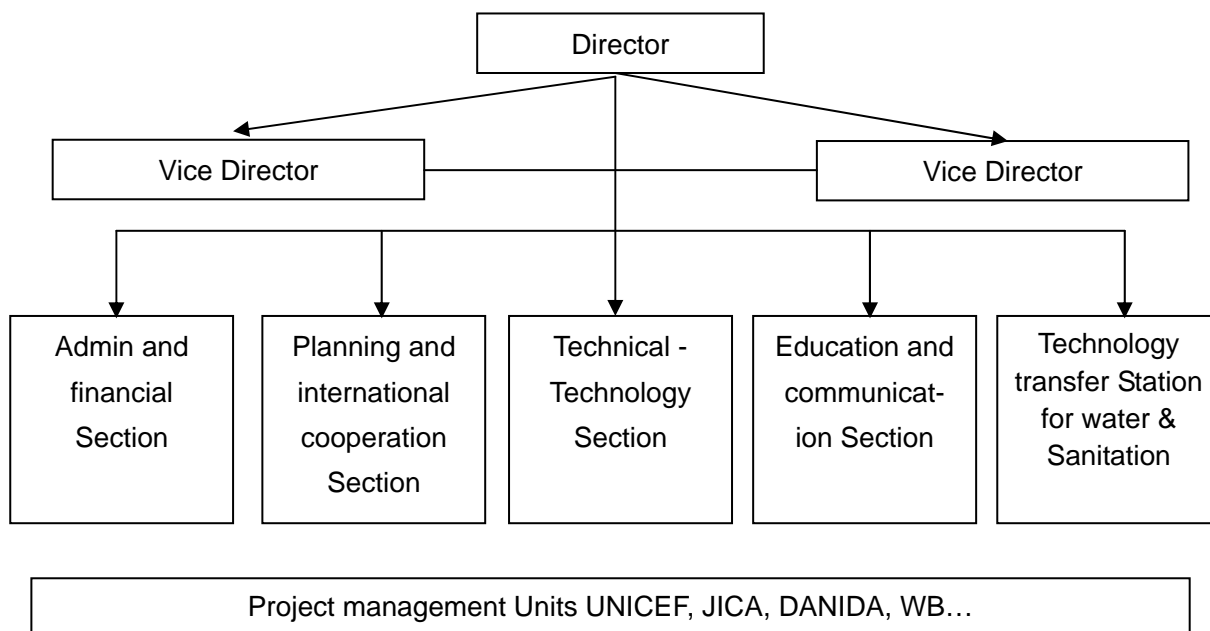 Director
Vice Director
Vice Director
Admin and
financial
Section
Planning and
international
cooperation
Section
Technical -
Technology
Section
Education and
communicat-
ion Section
Technology
transfer Station
for water &
Sanitation
Project management Units UNICEF, JICA, DANIDA, WB…